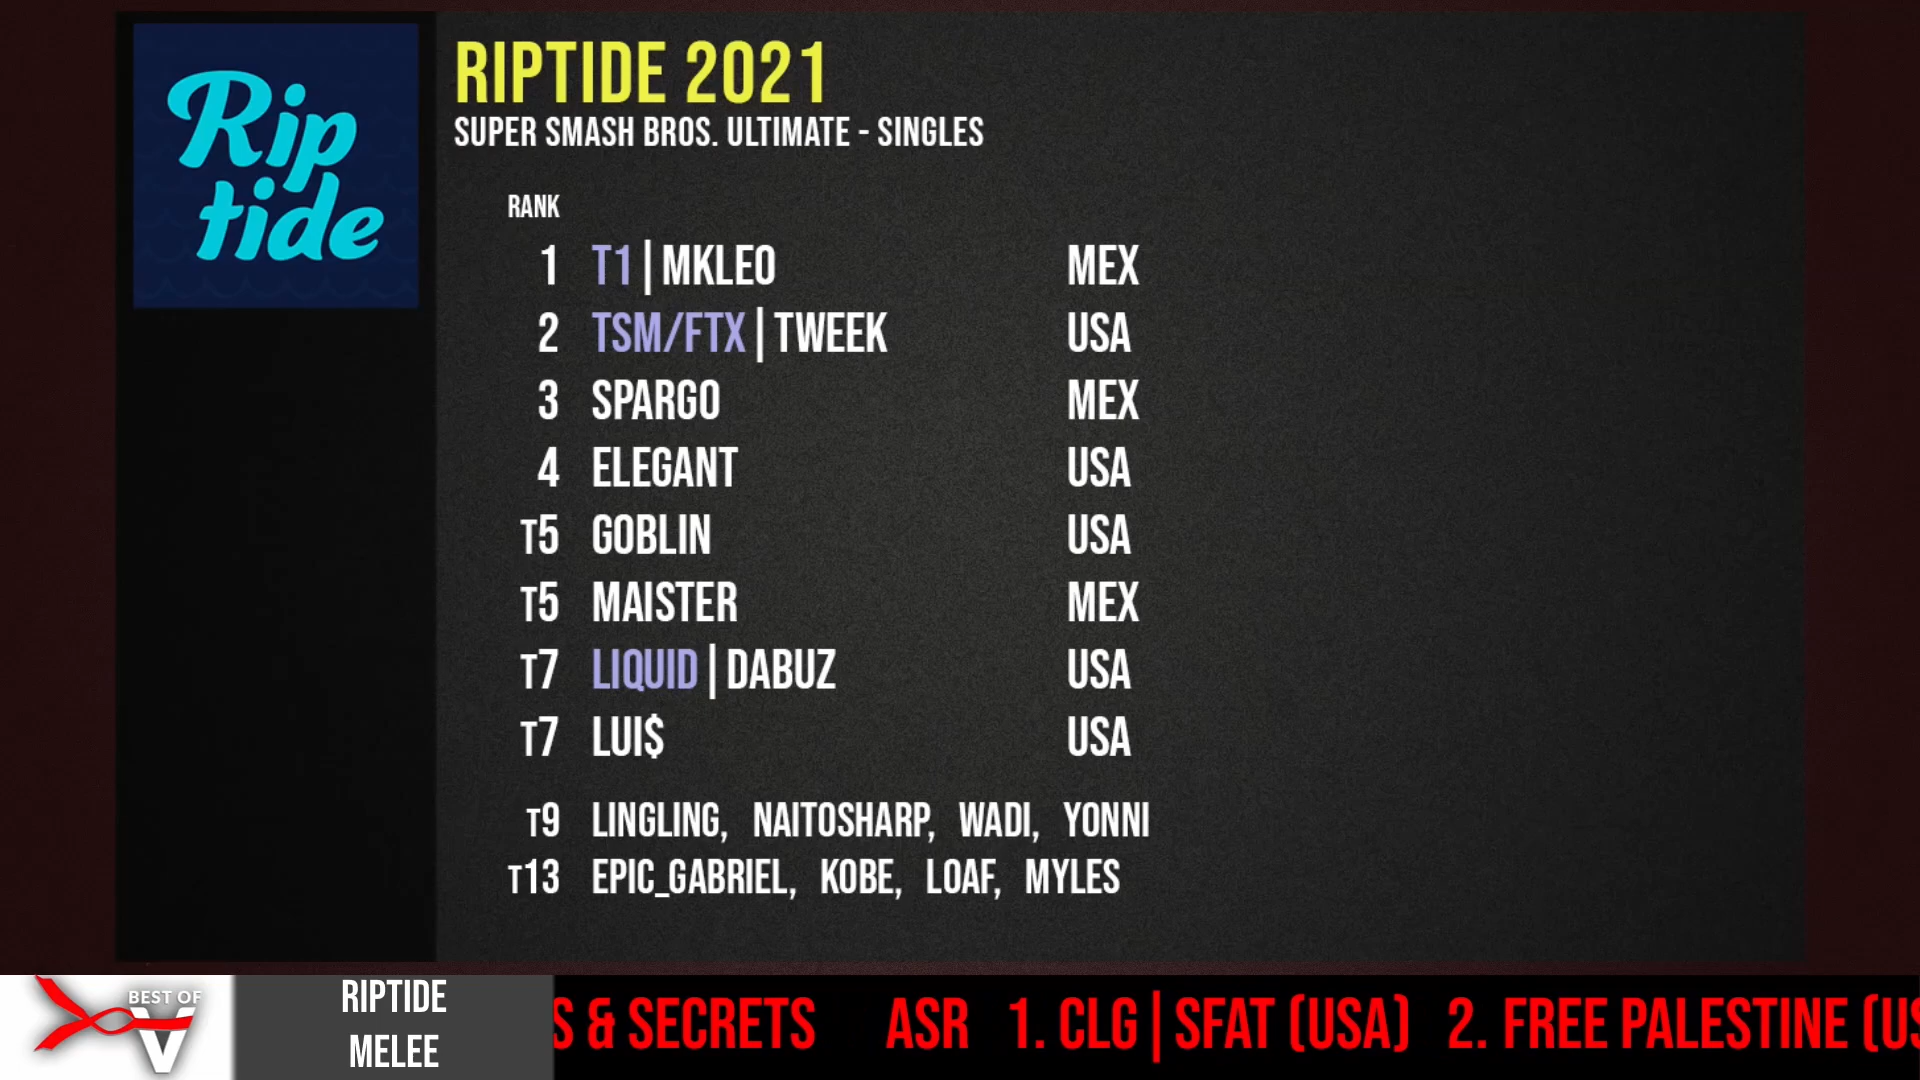 Rip
tide
RIPTIDE 2021
SUPER SMASH BROS. ULTIMATE - SINGLES
RANK
1 T1 | MKLEO MEX
2 TSM/FTX | TWEEK USA
3 SPARGO MEX
4 ELEGANT USA
T5 GOBLIN USA
T5 MAISTER MEX
T7 LIQUID | DABUZ USA
T7 LUI$ USA
T9 LINGLING, NAITOSHARP, WADI, YONNI
T13 EPIC_GABRIEL, KOBE, LOAF, MYLES
BEST OF
V
RIPTIDE
MELEE
S & SECRETS ASR 1. CLG | SFAT (USA) 2. FREE PALESTINE (US